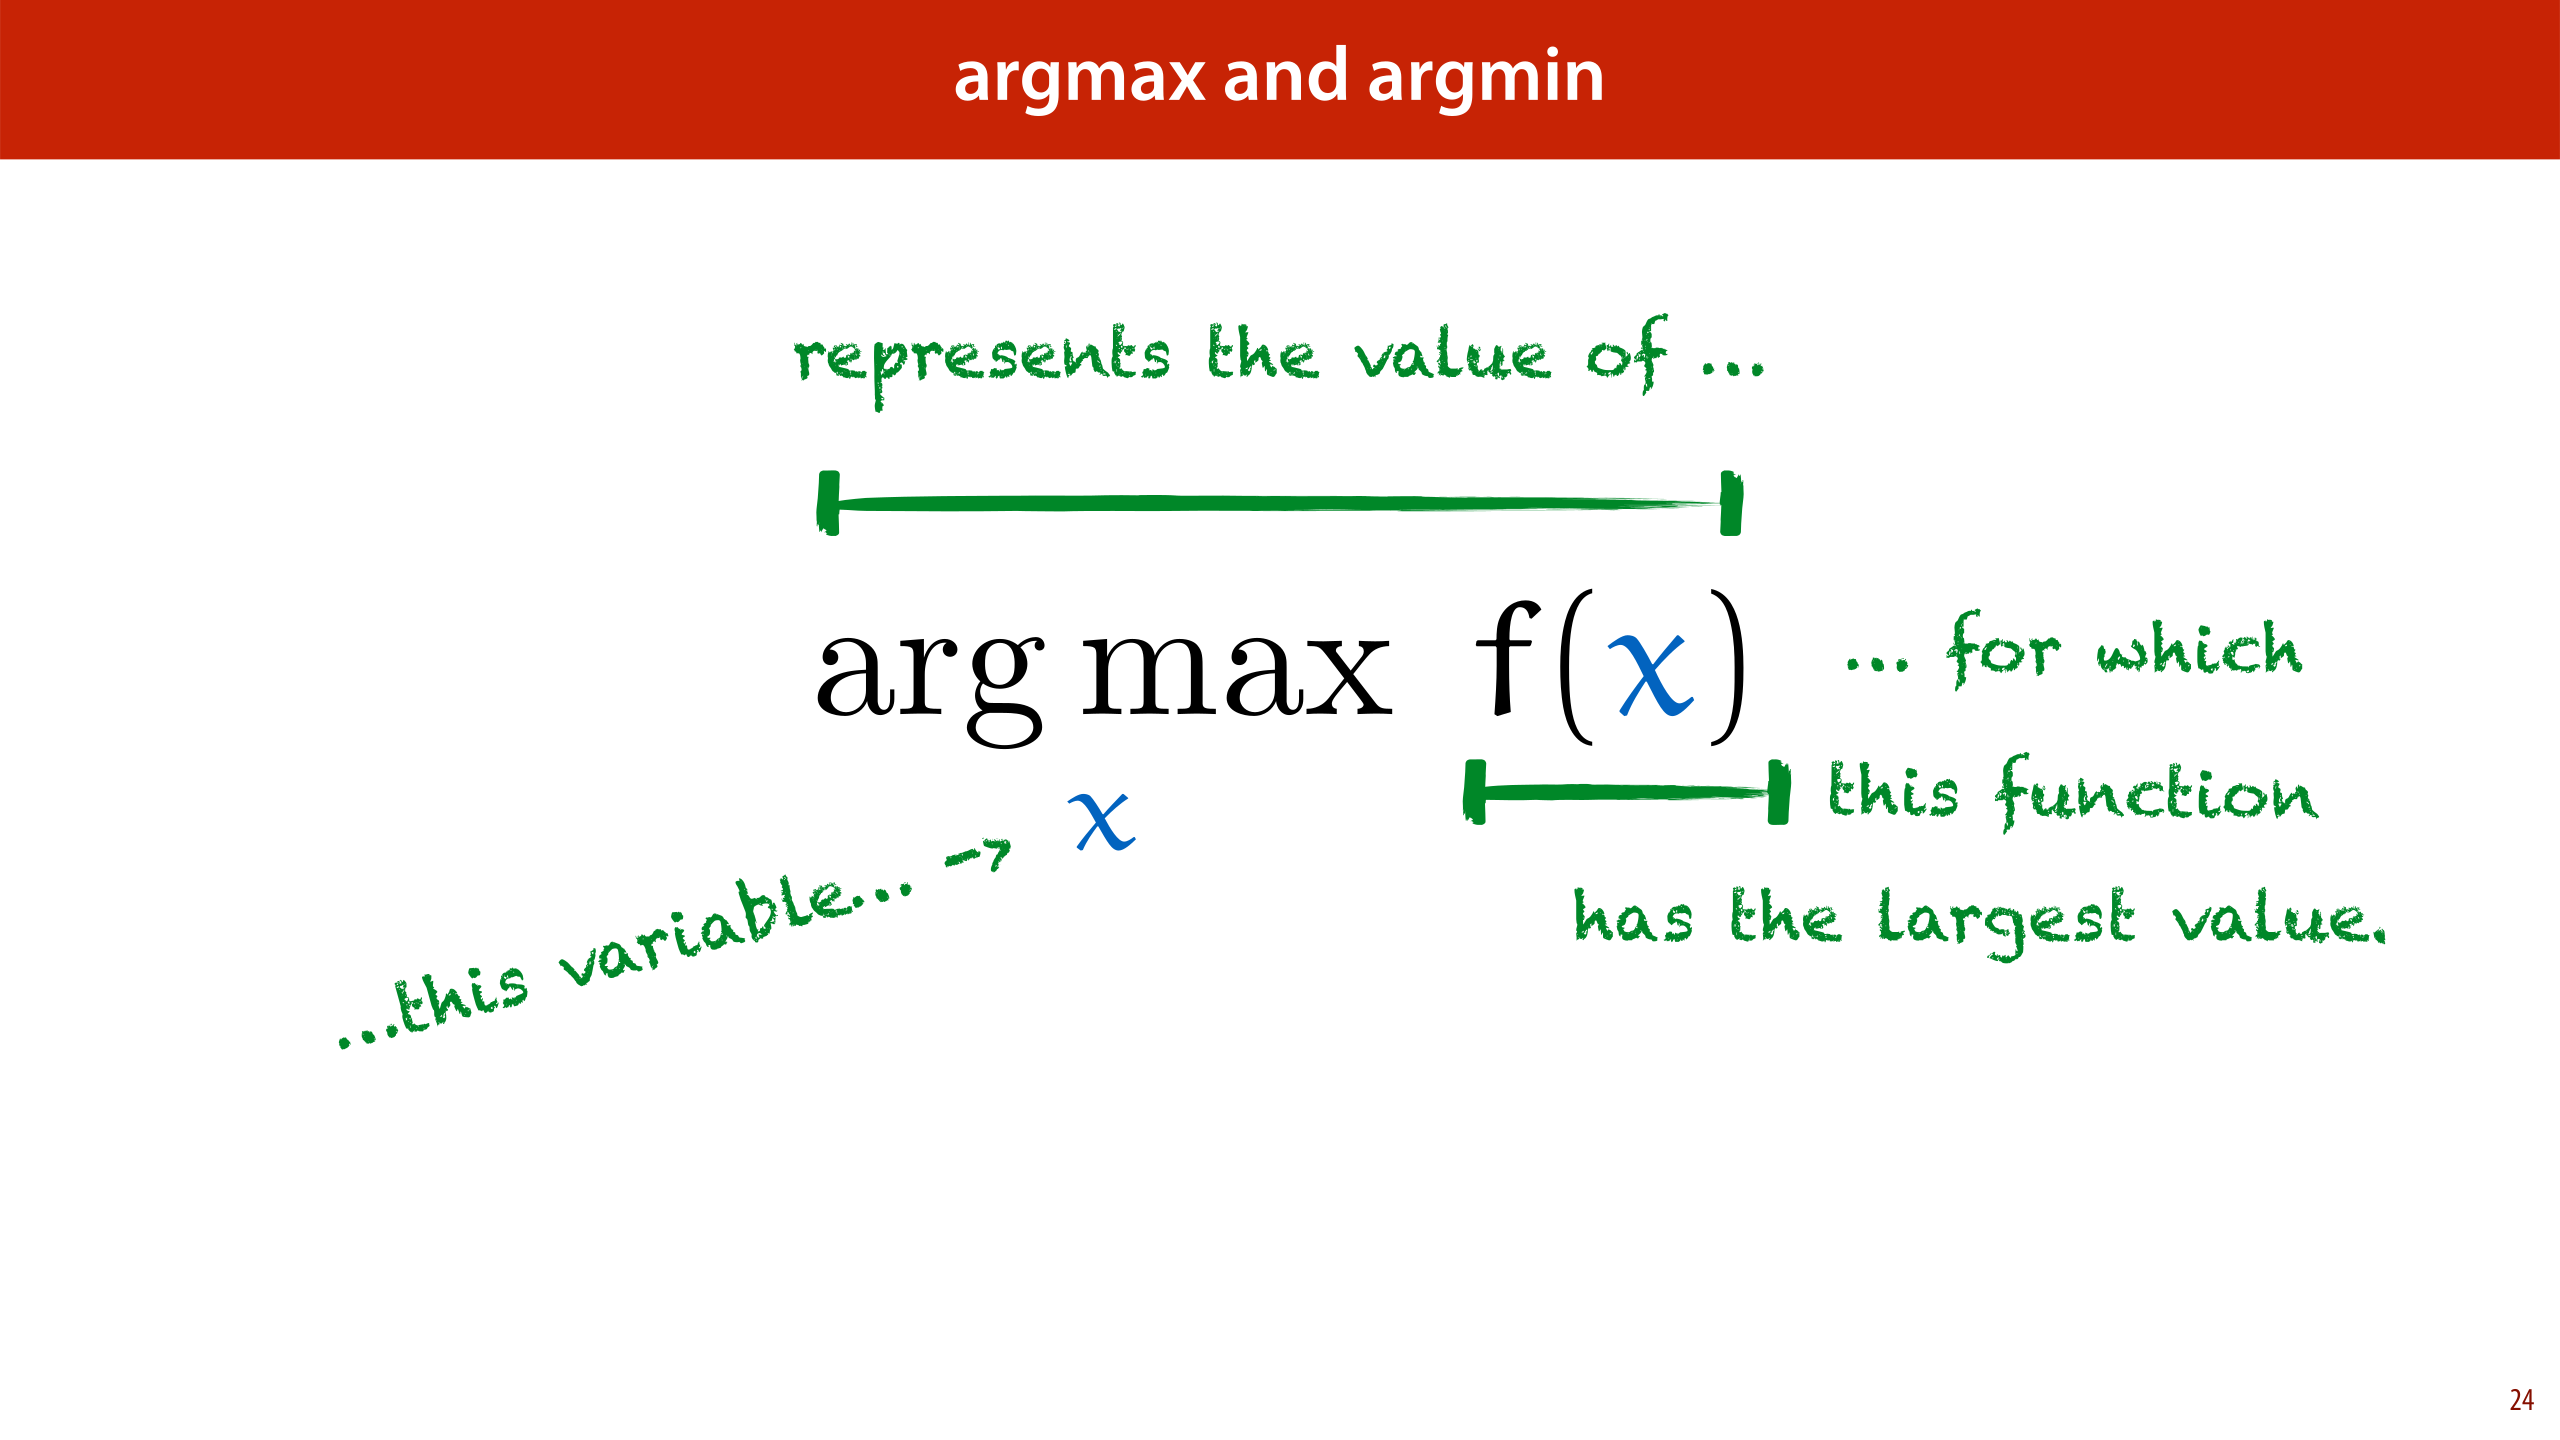 argmax and argmin
represents the value of ...
arg max f(x) ... for which
x
this function
...this variable... ->
has the largest value.
24